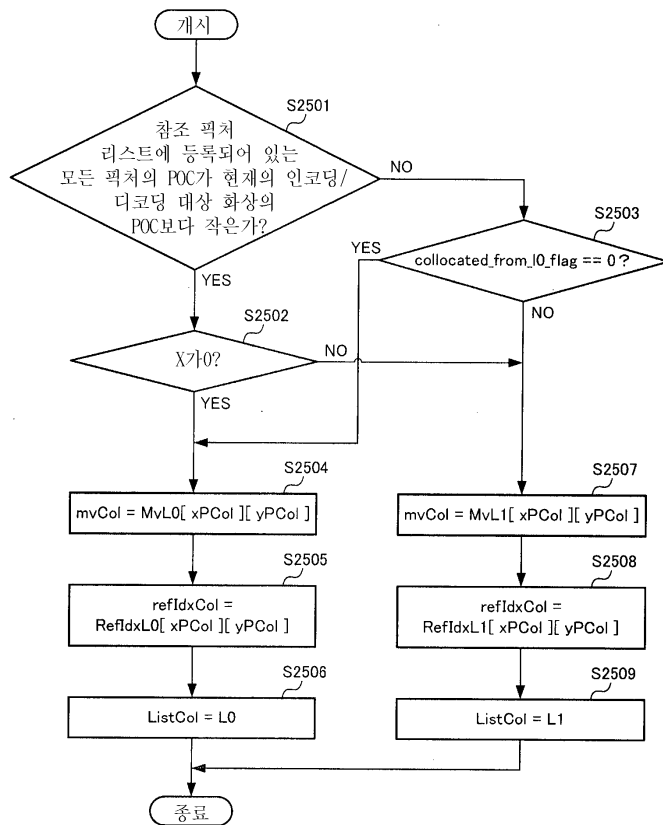 개시
S2501
참조 픽처
리스트에 등록되어 있는
모든 픽처의 POC가 현재의 인코딩/
디코딩 대상 화상의
POC보다 작은가?
NO
S2503
YES
collocated_from_l0_flag == 0 ?
YES
NO
S2502
X가0?
NO
YES
S2504
mvCol = MvL0[ xPCol ][ yPCol ]
S2507
mvCol = MvL1[ xPCol ][ yPCol ]
S2505
refIdxCol =
RefIdxL0[ xPCol ][ yPCol ]
S2508
refIdxCol =
RefIdxL1[ xPCol ][ yPCol ]
S2506
ListCol = L0
S2509
ListCol = L1
종료